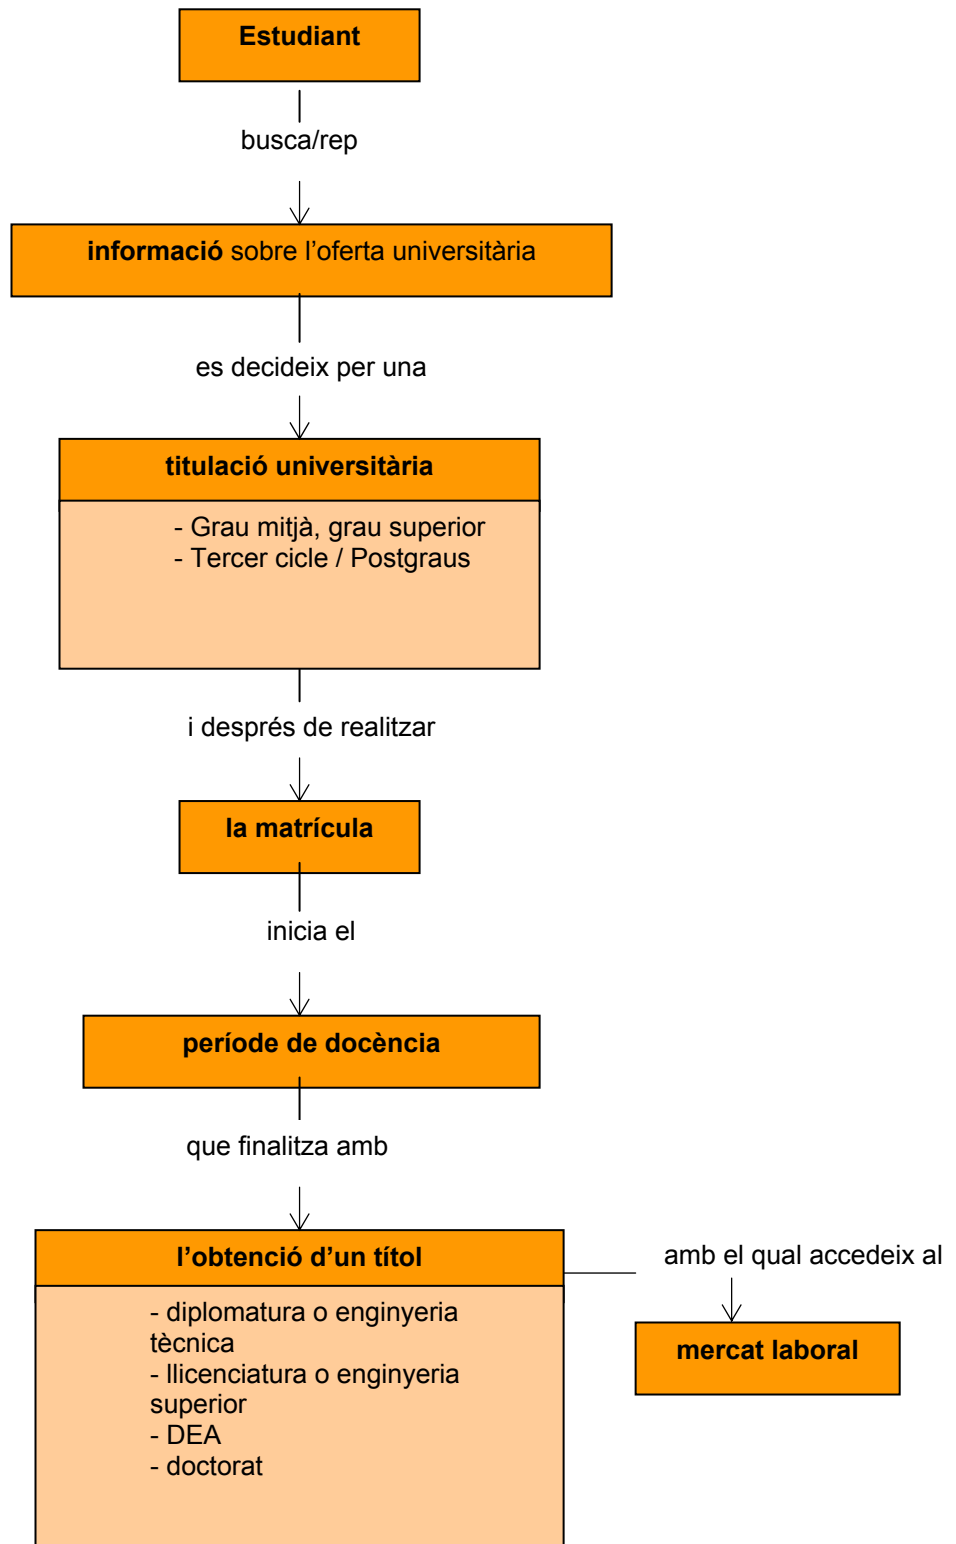 Estudiant
busca/rep
informació sobre l’oferta universitària
es decideix per una
titulació universitària
- Grau mitjà, grau superior
- Tercer cicle / Postgraus
i després de realitzar
la matrícula
inicia el
període de docència
que finalitza amb
l’obtenció d’un títol
- diplomatura o enginyeria
tècnica
- llicenciatura o enginyeria
superior
- DEA
- doctorat
amb el qual accedeix al
mercat laboral